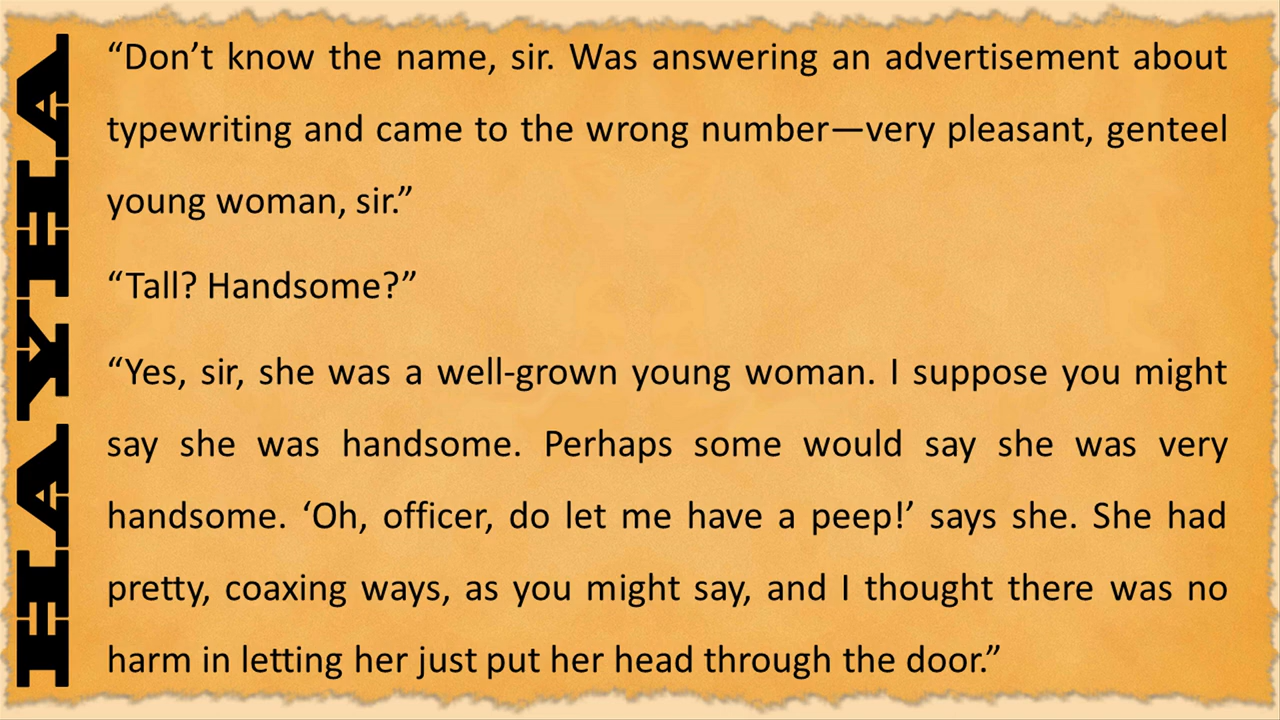 HAYHA
“Don’t know the name, sir. Was answering an advertisement about
typewriting and came to the wrong number—very pleasant, genteel
young woman, sir.”
“Tall? Handsome?”
“Yes, sir, she was a well-grown young woman. I suppose you might
say she was handsome. Perhaps some would say she was very
handsome. ‘Oh, officer, do let me have a peep!’ says she. She had
pretty, coaxing ways, as you might say, and I thought there was no
harm in letting her just put her head through the door.”